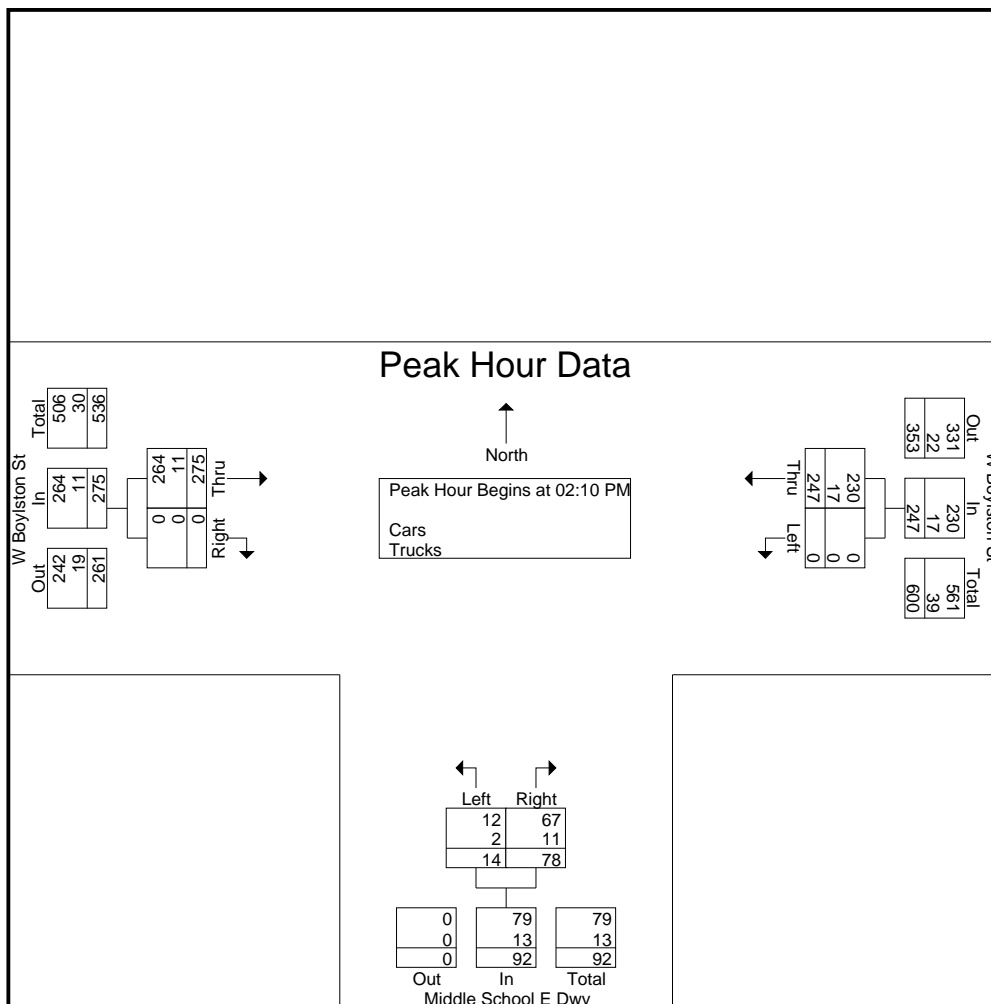 Peak Hour Data
North
Peak Hour Begins at 02:10 PM
Cars
Trucks
W Boylston St
Total
506
30
536
In
264
11
275
Out
242
19
261
Thru
264
11
275
Right
0
0
0
W Boylston St
Out
331
22
353
In
230
17
247
Total
561
39
600
Thru
230
17
247
Left
0
0
0
Left Right
12 67
2 11
14 78
0 79 79
0 13 13
0 92 92
Out In Total
Middle School E Dwy